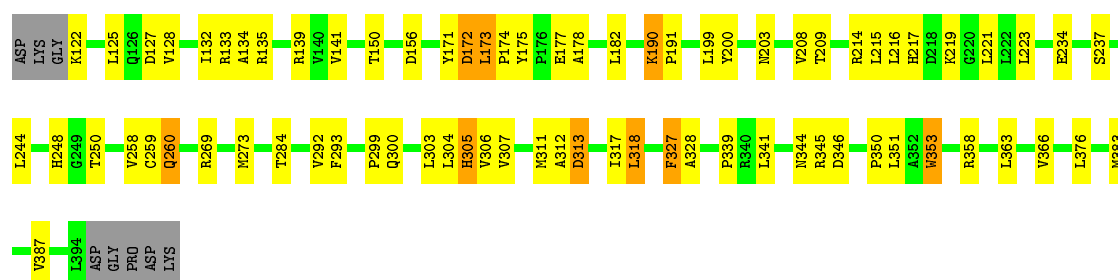 ASP LYS GLY K122 L125 Q126 D127 V128 I132 R133 A134 R135 R139 V140 V141 T150 D156 Y171 D172 L173 P174 Y175 P176 E177 A178 L182 K190 P191 L199 Y200 N203 V208 T209 R214 L215 L216 H217 D218 K219 G220 L221 L222 L223 E234 S237
L244 H248 G249 T250 V258 C259 Q260 R269 M273 T284 V292 F293 P299 Q300 L303 L304 H305 V306 V307 M311 A312 D313 I317 L318 F327 A328 P339 R340 L341 N344 R345 D346 P350 L351 A352 W353 R358 L363 V366 L376
V387 L394 ASP GLY PRO ASP LYS